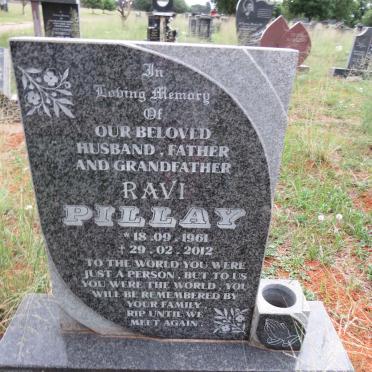 In
Loving Memory
Of
OUR BELOVED
HUSBAND , FATHER
AND GRANDFATHER
RAVI
PILLAY
* 18 . 09 . 1961
+ 29 . 02 . 2012
TO THE WORLD YOU WERE
JUST A PERSON , BUT TO US
YOU WERE THE WORLD , YOU
WILL BE REMEMBERED BY
YOUR FAMILY .
RIP UNTIL WE
MEET AGAIN .